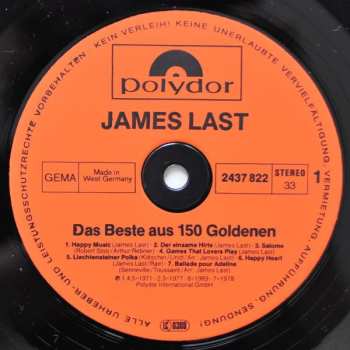 ALLE URHEBER- UND LEISTUNGSSCHUTZRECHTE VORBEHALTEN · KEIN VERLEIH! KEINE UNERLAUBTE VERVIELFÄLTIGUNG, VERMIETUNG, AUFFÜHRUNG, SENDUNG!
polydor
JAMES LAST
GEMA Made in West Germany 2437 822 STEREO 33 1
Das Beste aus 150 Goldenen
1. Happy Music (James Last) · 2. Der einsame Hirte (James Last) · 3. Salome
(Robert Stolz / Arthur Rebner) · 4. Games That Lovers Play (James Last)
5. Liechtensteiner Polka (Kötscher/Lindt/Arr.: James Last) · 6. Happy Heart
(James Last/Rae) · 7. Ballade pour Adeline
(Senneville/Toussaint/Arr.: James Last)
Polydor International GmbH
LC 0309